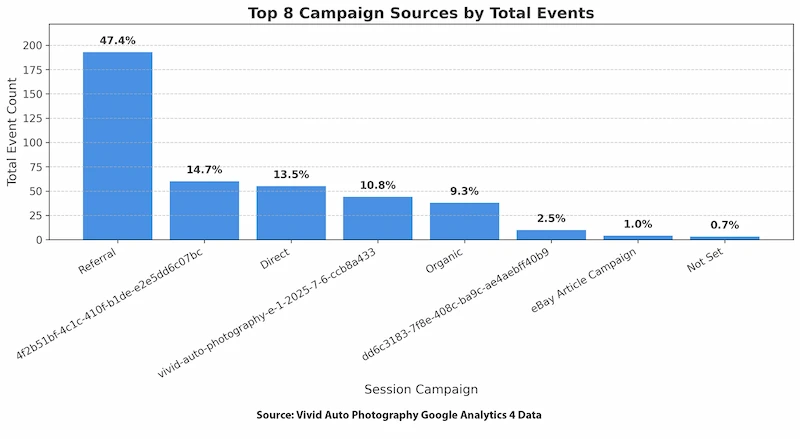 Top 8 Campaign Sources by Total Events
Total Event Count
200
175
150
125
100
75
50
25
0
47.4%
14.7%
13.5%
10.8%
9.3%
2.5%
1.0%
0.7%
Referral
4f2b51bf-4c1c-410f-b1de-e2e5dd6c07bc
Direct
vivid-auto-photography-e-1-2025-7-6-ccb8a433
Organic
dd6c3183-7f8e-408c-ba9c-ae4aebff40b9
eBay Article Campaign
Not Set
Session Campaign
Source: Vivid Auto Photography Google Analytics 4 Data